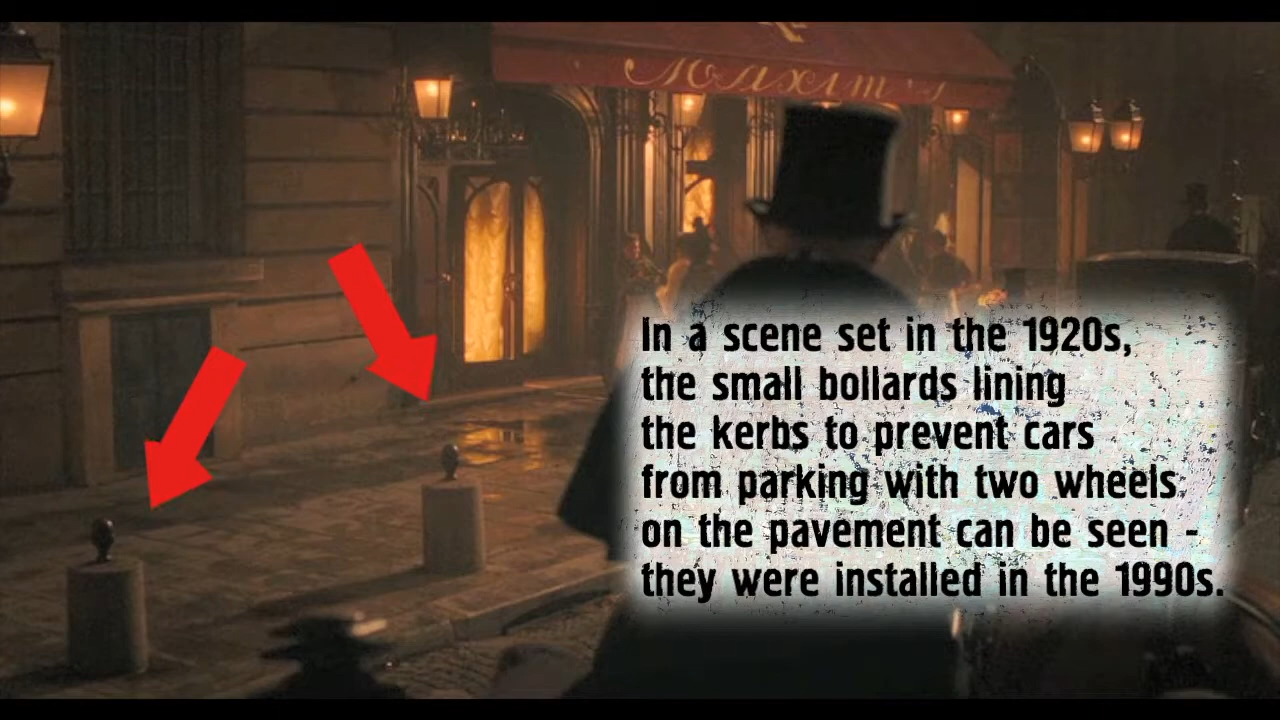 Maxim's
In a scene set in the 1920s,
the small bollards lining
the kerbs to prevent cars
from parking with two wheels
on the pavement can be seen -
they were installed in the 1990s.